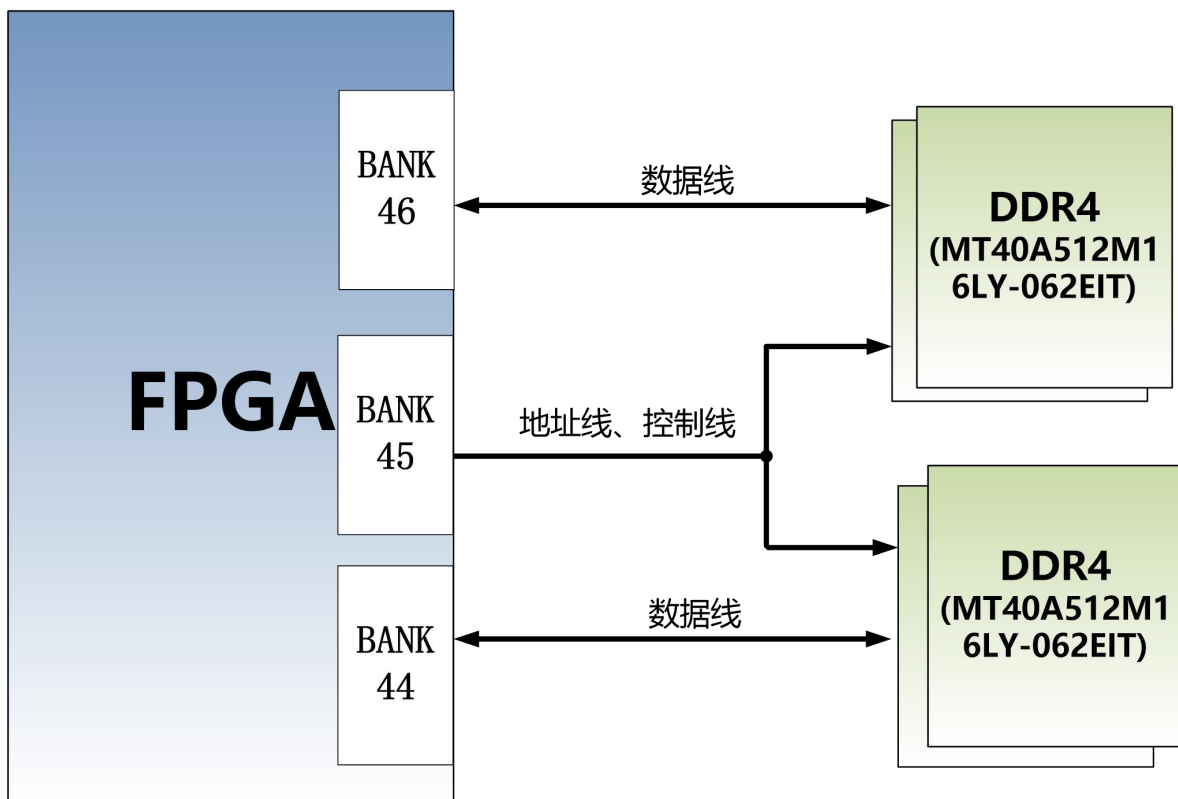 FPGA
BANK
46
数据线
DDR4
(MT40A512M1
6LY-062EIT)
BANK
45
地址线、控制线
BANK
44
数据线
DDR4
(MT40A512M1
6LY-062EIT)